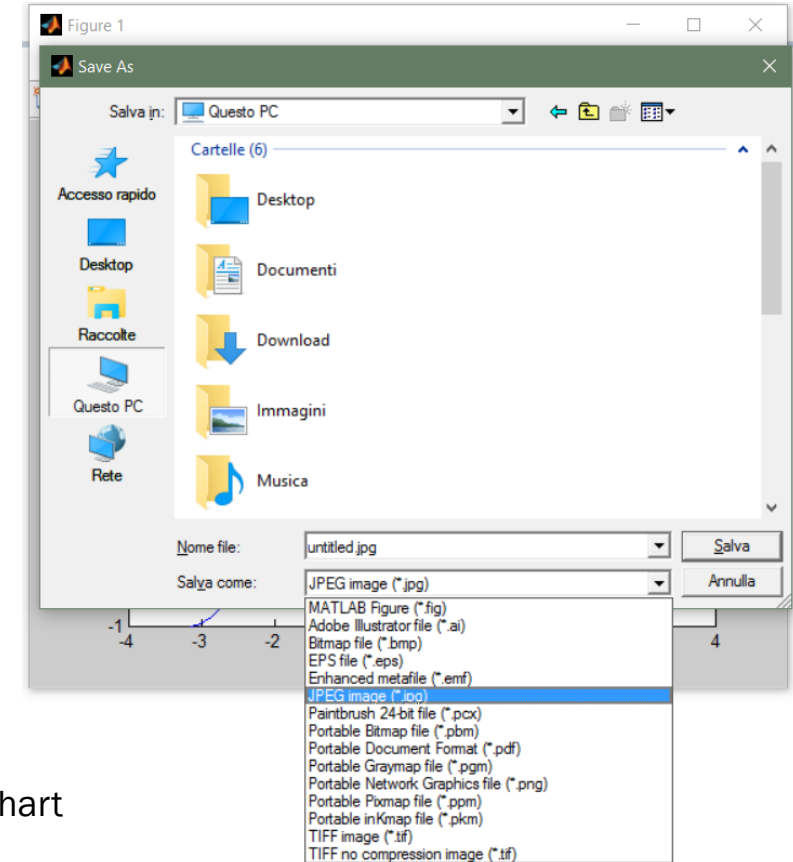 Figure 1
Save As
Salva in:
Questo PC
Cartelle (6)
Accesso rapido
Desktop
Desktop
Documenti
Raccolte
Download
Questo PC
Immagini
Rete
Musica
Nome file:
untitled.jpg
Salva
Salva come:
JPEG image (*.jpg)
Annulla
MATLAB Figure (*.fig)
Adobe Illustrator file (*.ai)
Bitmap file (*.bmp)
EPS file (*.eps)
Enhanced metafile (*.emf)
JPEG image (*.jpg)
Paintbrush 24-bit file (*.pcx)
Portable Bitmap file (*.pbm)
Portable Document Format (*.pdf)
Portable Graymap file (*.pgm)
Portable Network Graphics file (*.png)
Portable Pixmap file (*.ppm)
Portable inKmap file (*.pkm)
TIFF image (*.tif)
TIFF no compression image (*.tif)
-1
-4 -3 -2 4
hart